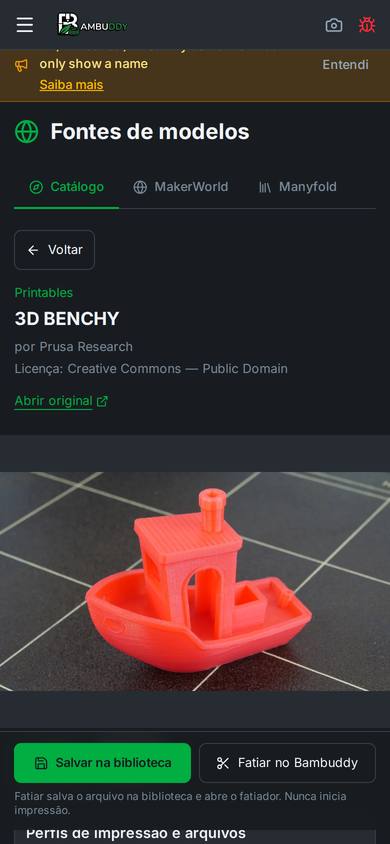 AMBUDDY
only show a name
Saiba mais
Entendi
Fontes de modelos
Catálogo
MakerWorld
Manyfold
Voltar
Printables
3D BENCHY
por Prusa Research
Licença: Creative Commons — Public Domain
Abrir original
Salvar na biblioteca
Fatiar no Bambuddy
Fatiar salva o arquivo na biblioteca e abre o fatiador. Nunca inicia
impressão.
Perfis de impressão e arquivos